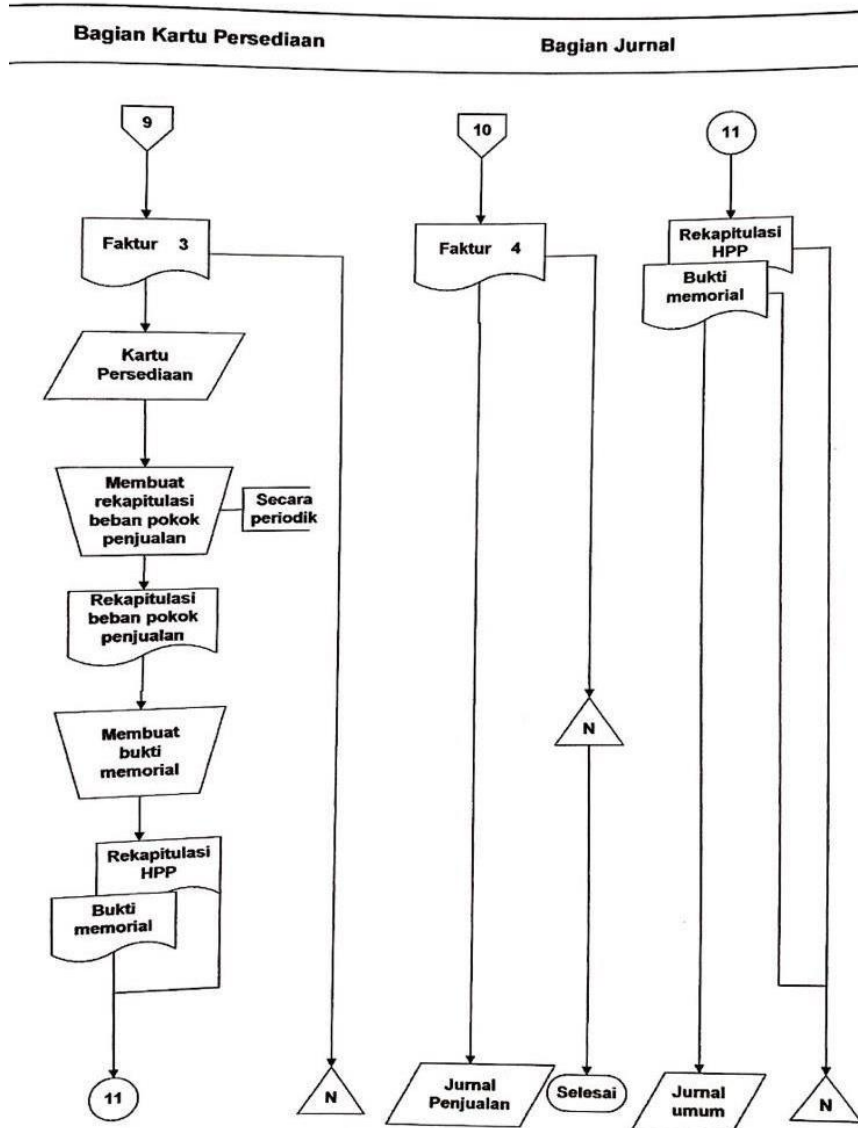 Bagian Kartu Persediaan
Bagian Jurnal
9
Faktur 3
Kartu
Persediaan
Membuat
rekapitulasi
beban pokok
penjualan
Secara
periodik
Rekapitulasi
beban pokok
penjualan
Membuat
bukti
memorial
Rekapitulasi
HPP
Bukti
memorial
11
N
10
Faktur 4
N
Jurnal
Penjualan
Selesai
11
Rekapitulasi
HPP
Bukti
memorial
Jurnal
umum
N